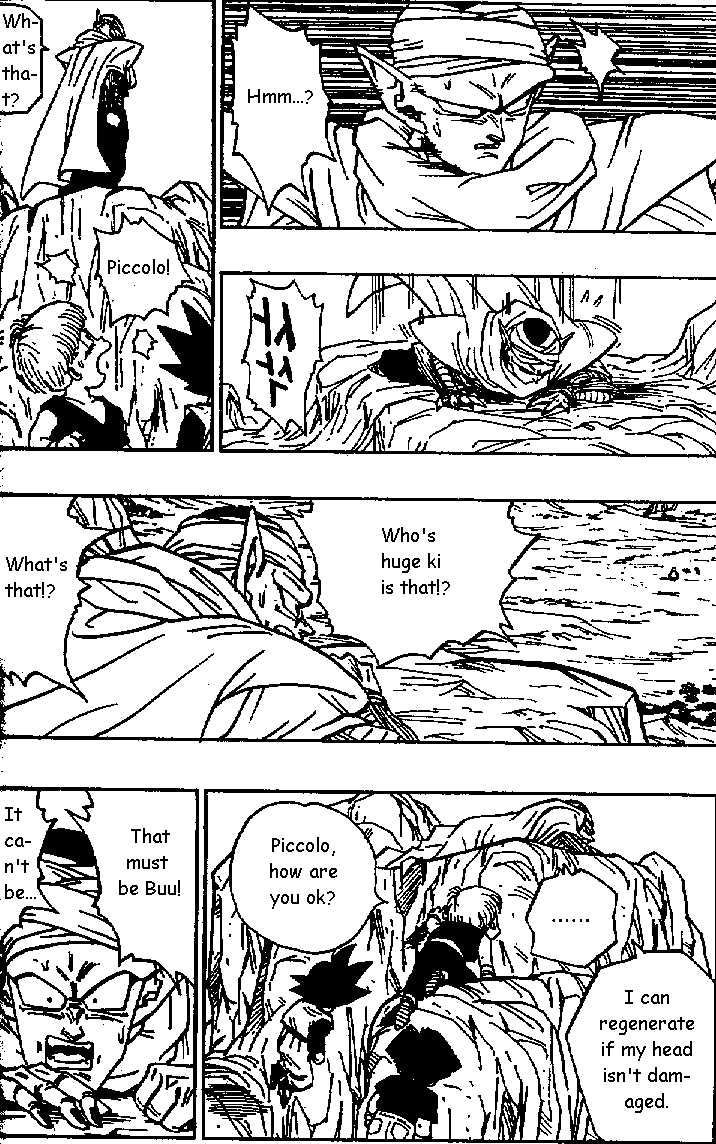 Hmm...?
Wh-
at's
tha-
t?
Piccolo!
Who's
huge ki
is that!?
What's
that!?
Piccolo,
how are
you ok?
......
I can
regenerate
if my head
isn't dam-
aged.
That
must
be Buu!
It
ca-
n't
be...